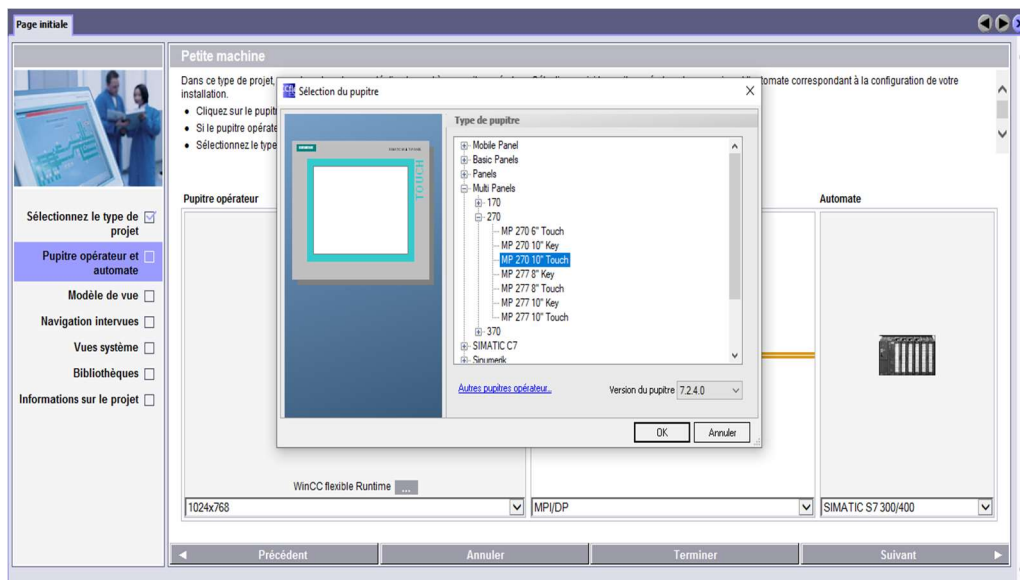 Page initiale
Petite machine
Dans ce type de projet,
omate correspondant à la configuration de votre
installation.
Cliquez sur le pupit
Si le pupitre opérate
Sélectionnez le type
Sélection du pupitre
Type de pupitre
Mobile Panel
Basic Panels
Panels
Multi Panels
170
270
MP 270 6" Touch
MP 270 10" Key
MP 270 10" Touch
MP 277 8" Key
MP 277 8" Touch
MP 277 10" Key
MP 277 10" Touch
370
SIMATIC C7
Sinumerik
Autres pupitres opérateur...
Version du pupitre 7.2.4.0
OK
Annuler
SIEMENS
TOUCH
Sélectionnez le type de
projet
Pupitre opérateur et
automate
Modèle de vue
Navigation intervues
Vues système
Bibliothèques
Informations sur le projet
Pupitre opérateur
Automate
WinCC flexible Runtime ...
1024x768
MPI/DP
SIMATIC S7 300/400
Précédent
Annuler
Terminer
Suivant